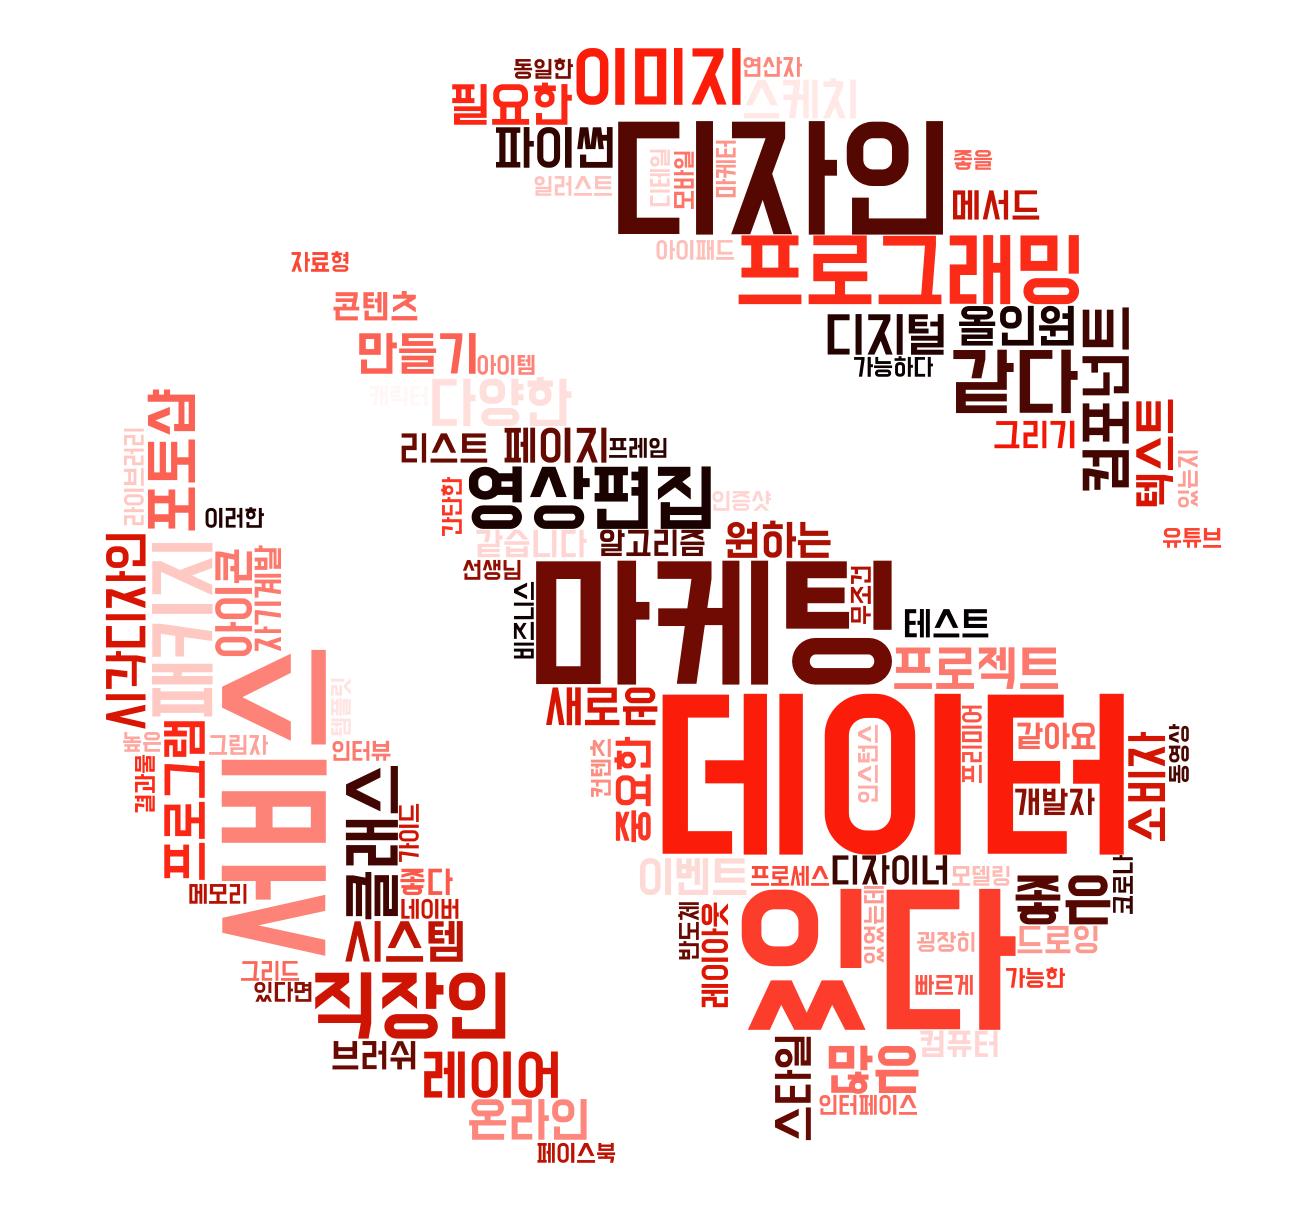 동일한
이미지
연산자
필요한
스케치
파이썬
디자인
일러스트
디테일
모바일
마케터
좋을
메서드
아이패드
프로그래밍
자료형
콘텐츠
디지털
올인원
만들기
아이템
가능하다
같다
캐릭터
다양한
그리기
텍스트
있는지
리스트
페이지
프레임
영상편집
간단한
인증샷
포토샵
라이브러리
이러한
유튜브
같습니다
알고리즘
원하는
선생님
마케팅
무조건
비즈니스
테스트
시각디자인
패키지
아이콘
자기계발
프로젝트
새로운
데이터
인스턴스
프리미어
같아요
개발자
소비자
동영상
템플릿
인터뷰
높은
그림자
결과물
프로그램
컨텐츠
중요한
클래스
가이드
메모리
좋다
네이버
이벤트
프로세스
디자이너
모델링
좋은
코로나
시스템
반도체
레이아웃
있다
있었는데
굉장히
빠르게
드로잉
가능한
그리드
있다면
직장인
브러쉬
레이어
스타일
많은
컴퓨터
인터페이스
온라인
페이스북